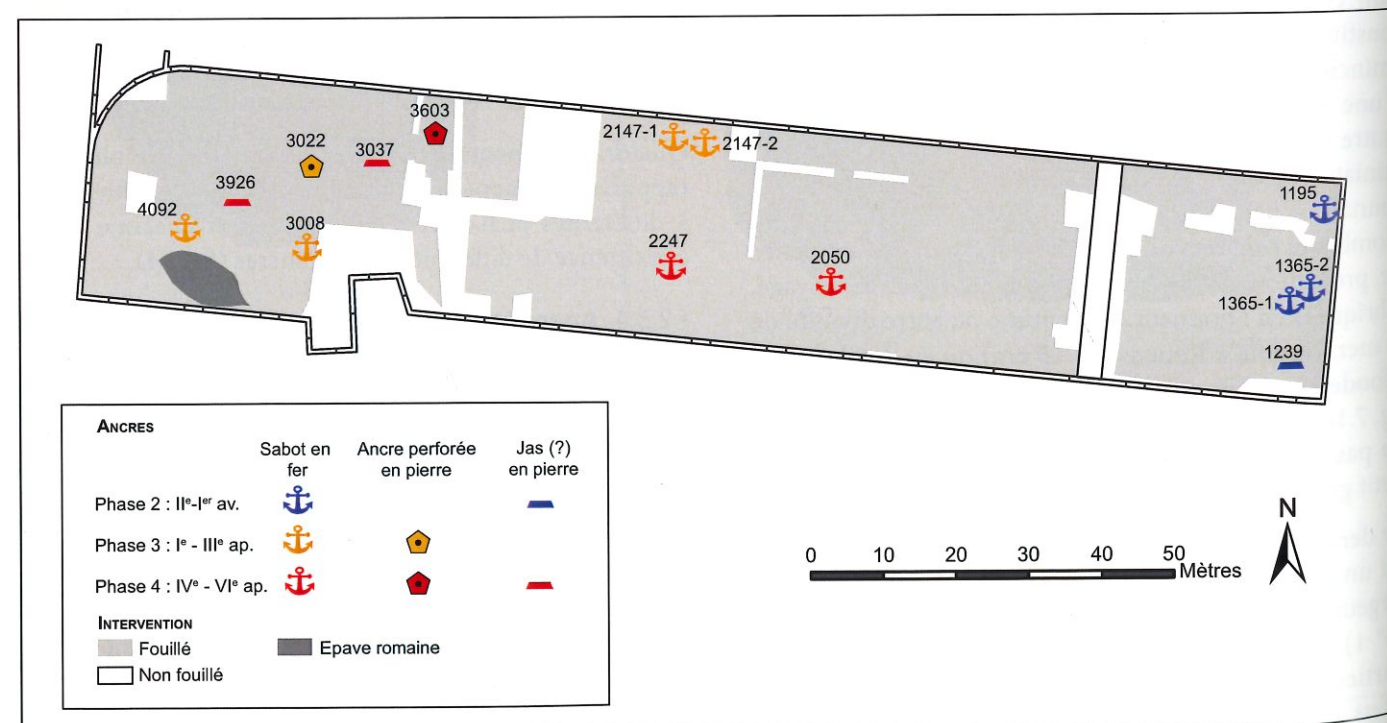 3603
2147-1
2147-2
3022
3037
3926
1195
4092
3008
2247
2050
1365-2
1365-1
1239
ANCRES
Sabot en fer
Ancre perforée en pierre
Jas (?) en pierre
Phase 2 : IIe-Ier av.
Phase 3 : Ie - IIIe ap.
Phase 4 : IVe - VIe ap.
INTERVENTION
Fouillé
Epave romaine
Non fouillé
N
0 10 20 30 40 50
Mètres